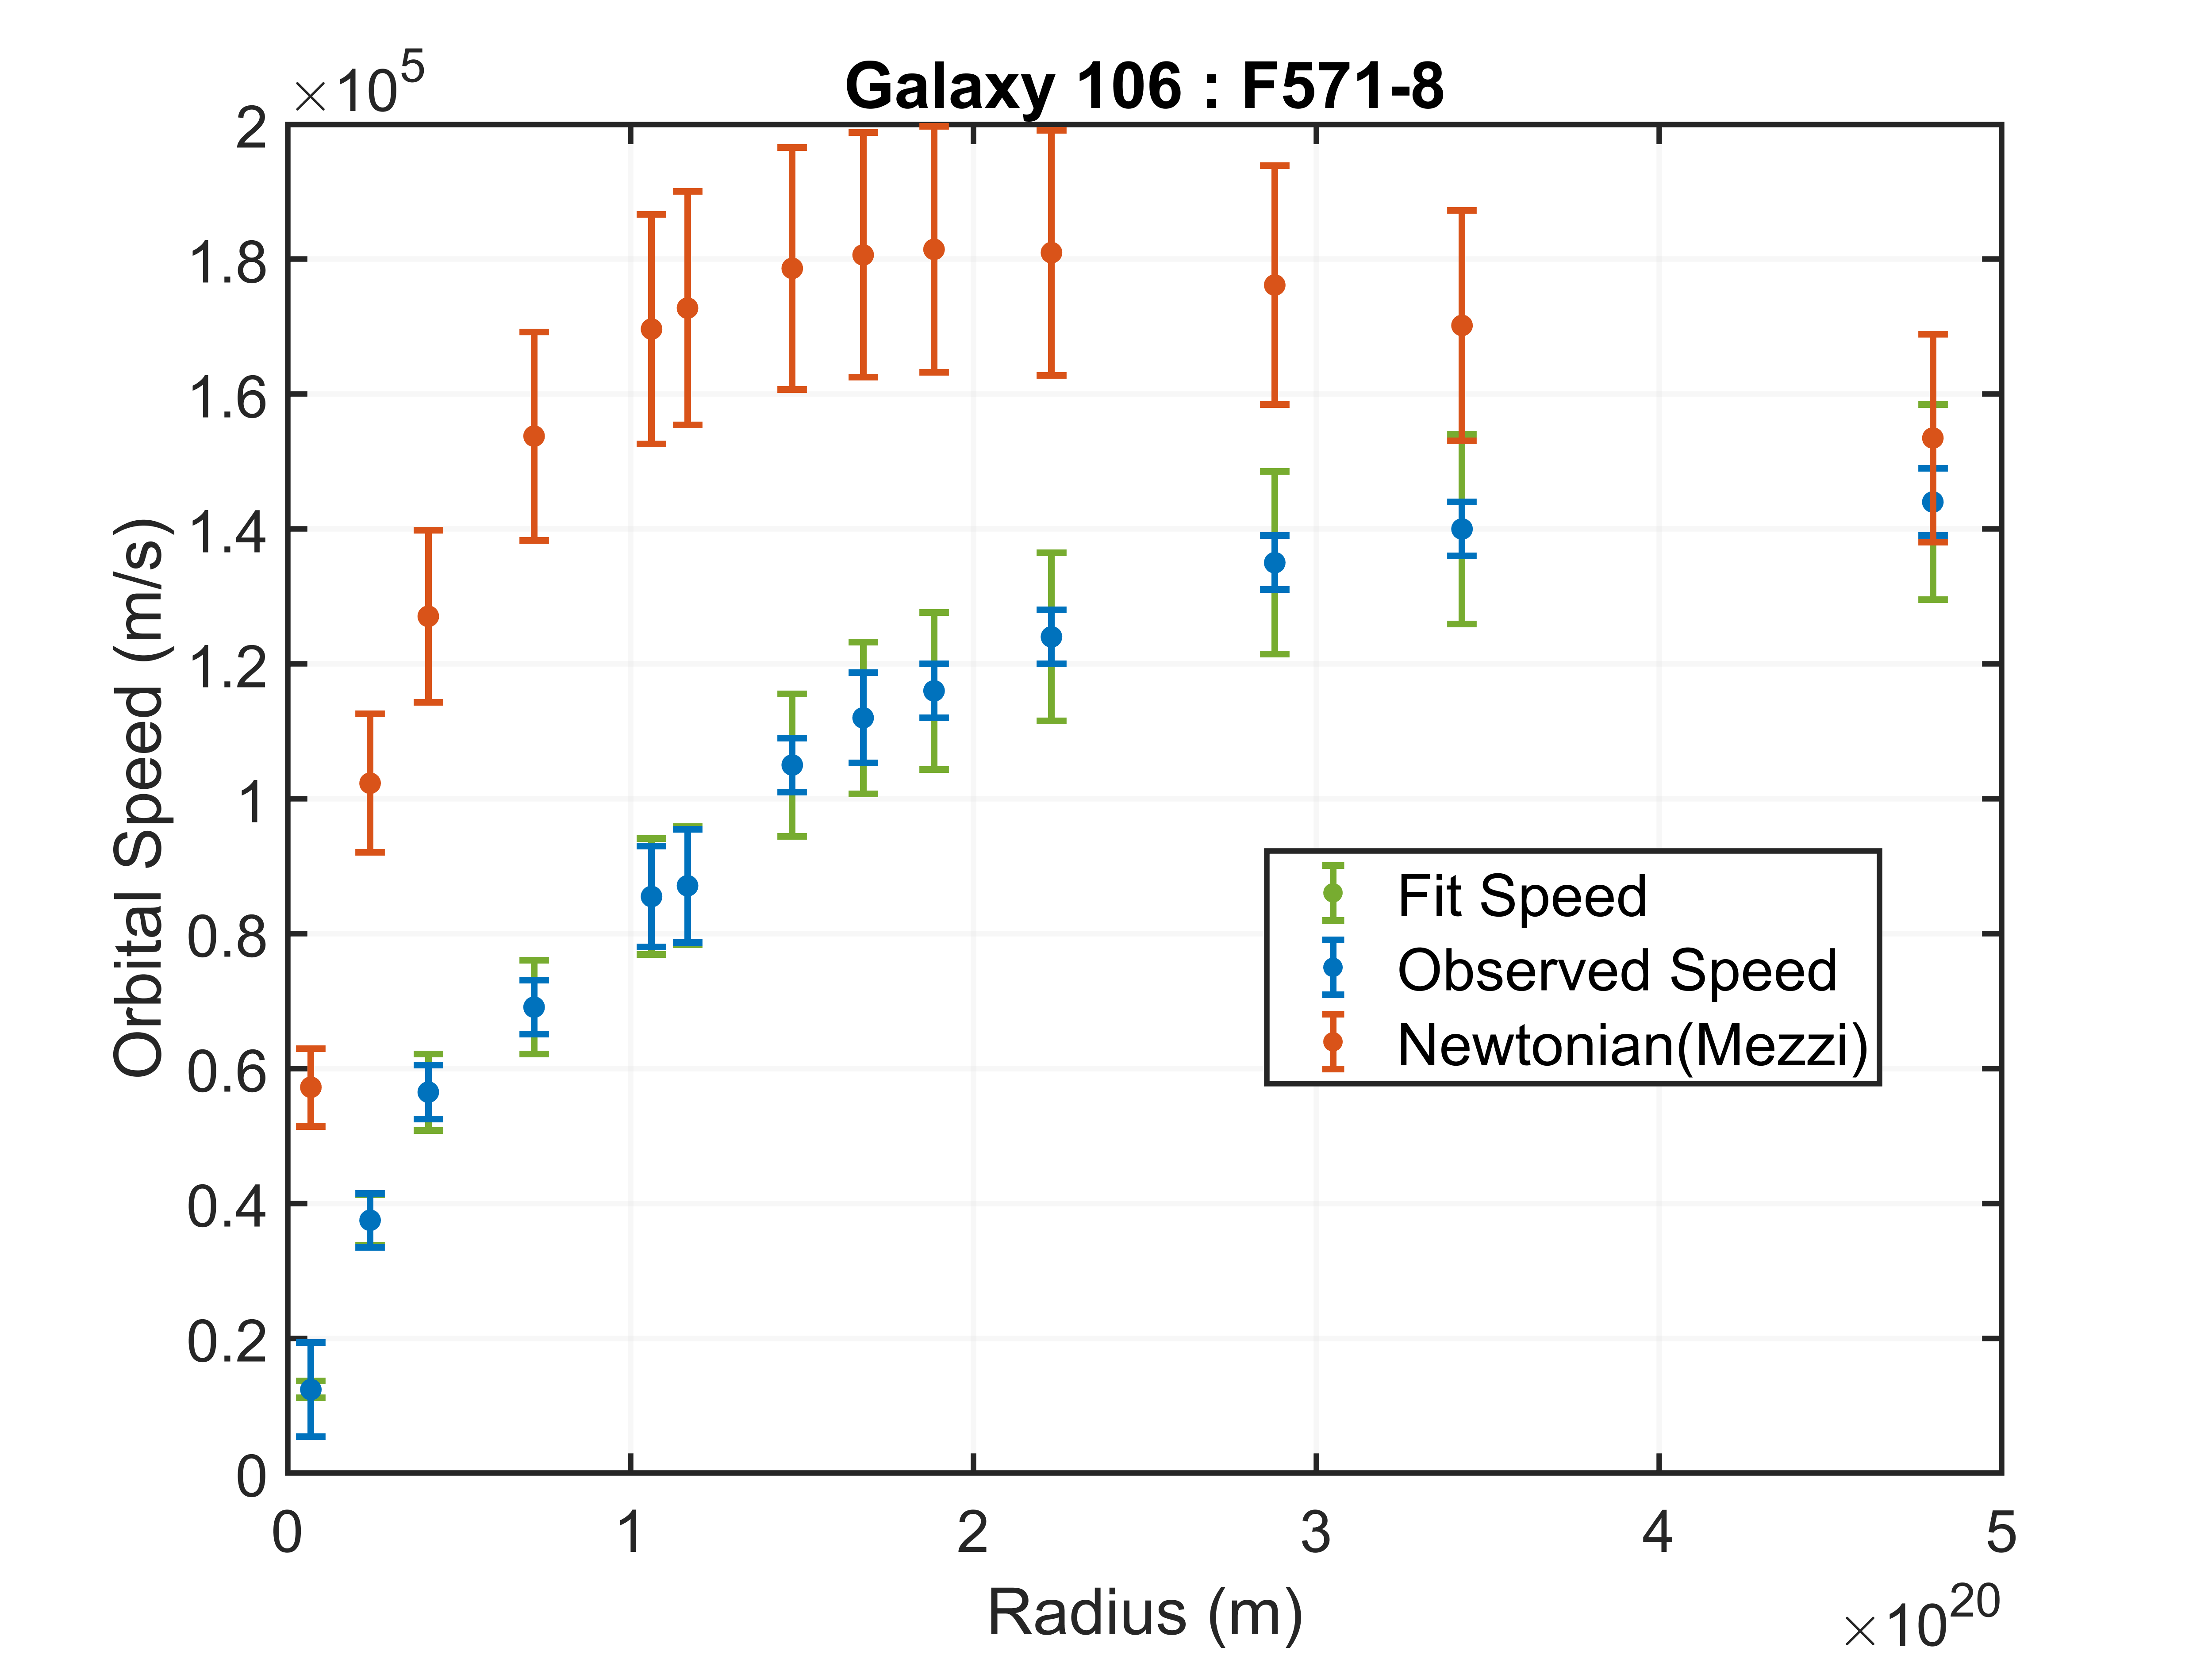 Galaxy 106 : F571-8
×10^5
2
1.8
1.6
1.4
1.2
1
0.8
0.6
0.4
0.2
0
Orbital Speed (m/s)
Fit Speed
Observed Speed
Newtonian(Mezzi)
0 1 2 3 4 5
Radius (m)
×10^20